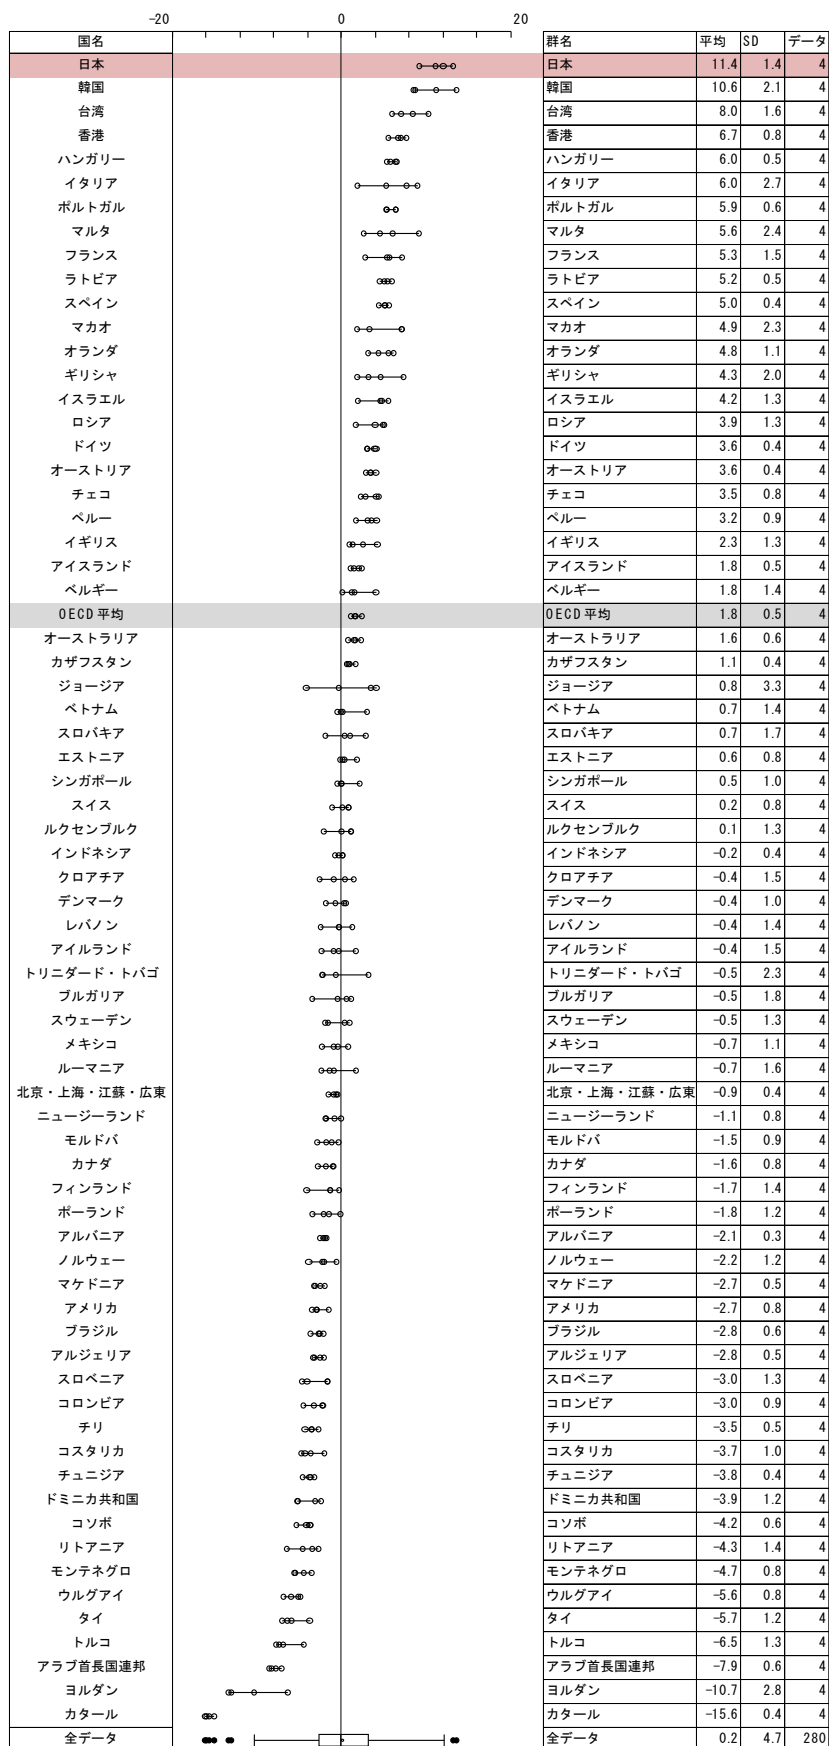 -20 0 20
国名 群名 平均 SD データ
日本 日本 11.4 1.4 4
韓国 韓国 10.6 2.1 4
台湾 台湾 8.0 1.6 4
香港 香港 6.7 0.8 4
ハンガリー ハンガリー 6.0 0.5 4
イタリア イタリア 6.0 2.7 4
ポルトガル ポルトガル 5.9 0.6 4
マルタ マルタ 5.6 2.4 4
フランス フランス 5.3 1.5 4
ラトビア ラトビア 5.2 0.5 4
スペイン スペイン 5.0 0.4 4
マカオ マカオ 4.9 2.3 4
オランダ オランダ 4.8 1.1 4
ギリシャ ギリシャ 4.3 2.0 4
イスラエル イスラエル 4.2 1.3 4
ロシア ロシア 3.9 1.3 4
ドイツ ドイツ 3.6 0.4 4
オーストリア オーストリア 3.6 0.4 4
チェコ チェコ 3.5 0.8 4
ペルー ペルー 3.2 0.9 4
イギリス イギリス 2.3 1.3 4
アイスランド アイスランド 1.8 0.5 4
ベルギー ベルギー 1.8 1.4 4
OECD平均 OECD平均 1.8 0.5 4
オーストラリア オーストラリア 1.6 0.6 4
カザフスタン カザフスタン 1.1 0.4 4
ジョージア ジョージア 0.8 3.3 4
ベトナム ベトナム 0.7 1.4 4
スロバキア スロバキア 0.7 1.7 4
エストニア エストニア 0.6 0.8 4
シンガポール シンガポール 0.5 1.0 4
スイス スイス 0.2 0.8 4
ルクセンブルク ルクセンブルク 0.1 1.3 4
インドネシア インドネシア -0.2 0.4 4
クロアチア クロアチア -0.4 1.5 4
デンマーク デンマーク -0.4 1.0 4
レバノン レバノン -0.4 1.4 4
アイルランド アイルランド -0.4 1.5 4
トリニダード・トバゴ トリニダード・トバゴ -0.5 2.3 4
ブルガリア ブルガリア -0.5 1.8 4
スウェーデン スウェーデン -0.5 1.3 4
メキシコ メキシコ -0.7 1.1 4
ルーマニア ルーマニア -0.7 1.6 4
北京・上海・江蘇・広東 北京・上海・江蘇・広東 -0.9 0.4 4
ニュージーランド ニュージーランド -1.1 0.8 4
モルドバ モルドバ -1.5 0.9 4
カナダ カナダ -1.6 0.8 4
フィンランド フィンランド -1.7 1.4 4
ポーランド ポーランド -1.8 1.2 4
アルバニア アルバニア -2.1 0.3 4
ノルウェー ノルウェー -2.2 1.2 4
マケドニア マケドニア -2.7 0.5 4
アメリカ アメリカ -2.7 0.8 4
ブラジル ブラジル -2.8 0.6 4
アルジェリア アルジェリア -2.8 0.5 4
スロベニア スロベニア -3.0 1.3 4
コロンビア コロンビア -3.0 0.9 4
チリ チリ -3.5 0.5 4
コスタリカ コスタリカ -3.7 1.0 4
チュニジア チュニジア -3.8 0.4 4
ドミニカ共和国 ドミニカ共和国 -3.9 1.2 4
コソボ コソボ -4.2 0.6 4
リトアニア リトアニア -4.3 1.4 4
モンテネグロ モンテネグロ -4.7 0.8 4
ウルグアイ ウルグアイ -5.6 0.8 4
タイ タイ -5.7 1.2 4
トルコ トルコ -6.5 1.3 4
アラブ首長国連邦 アラブ首長国連邦 -7.9 0.6 4
ヨルダン ヨルダン -10.7 2.8 4
カタール カタール -15.6 0.4 4
全データ 全データ 0.2 4.7 280